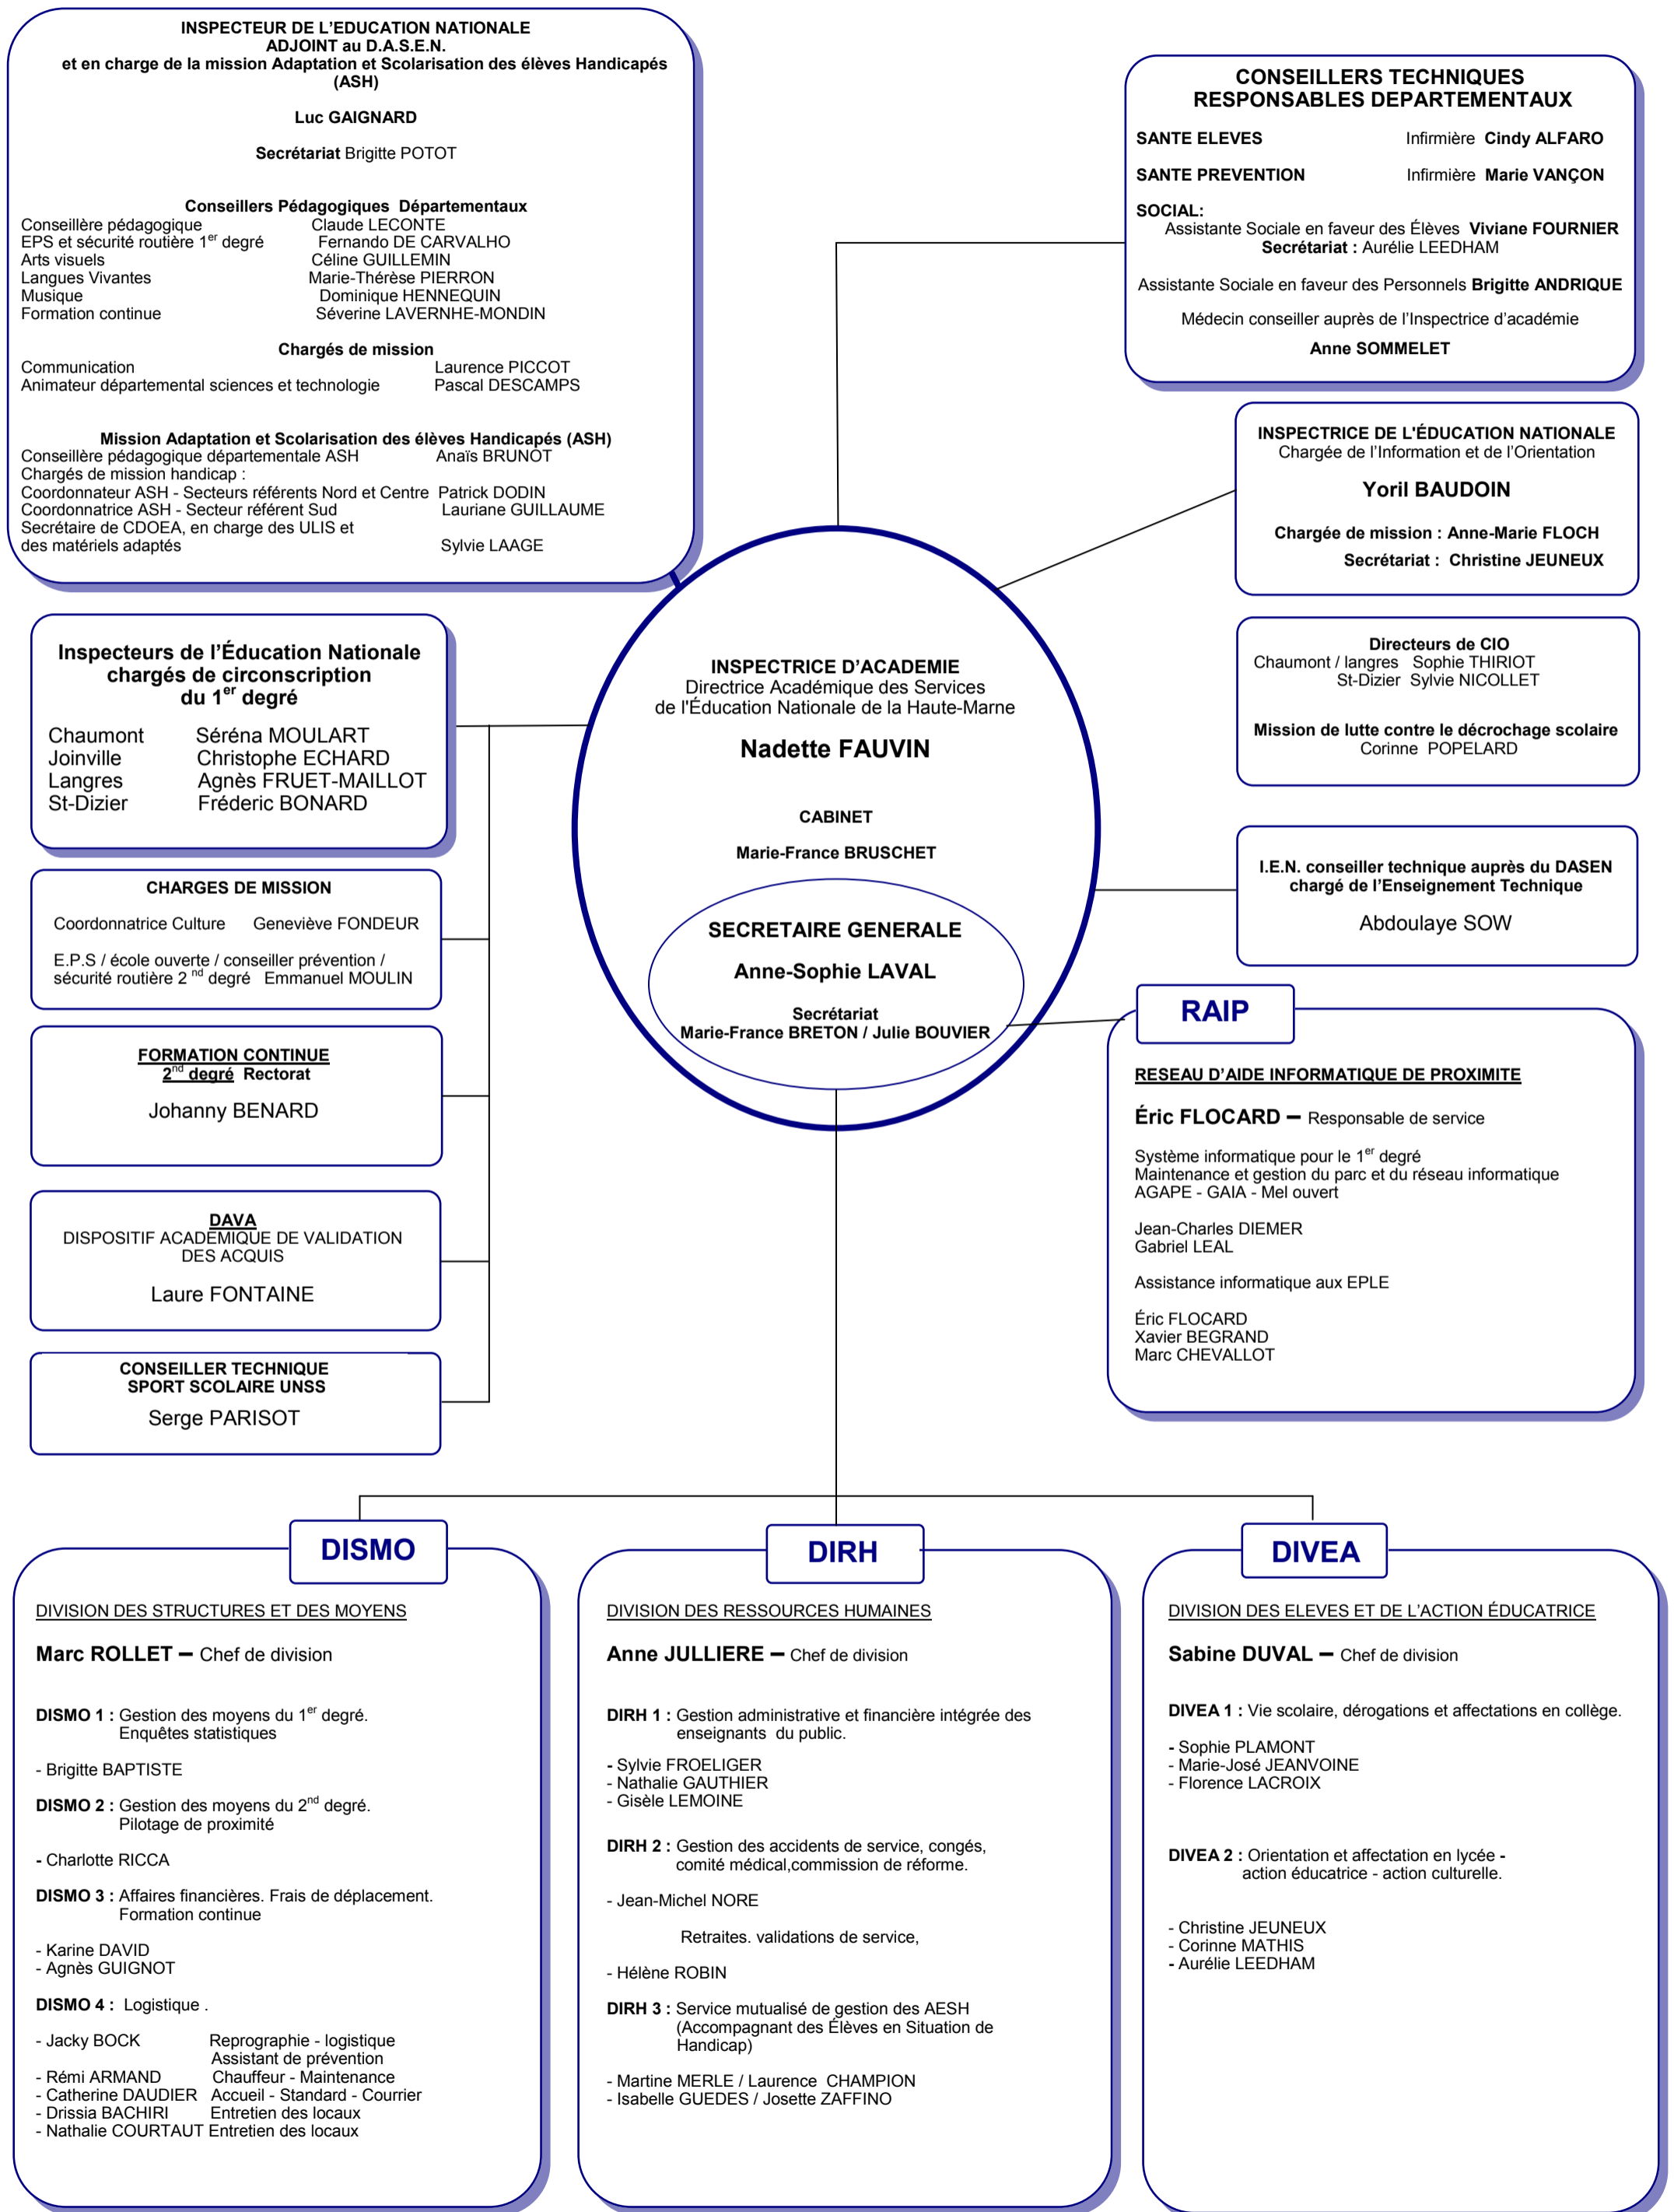 INSPECTEUR DE L'EDUCATION NATIONALE
ADJOINT au D.A.S.E.N.
et en charge de la mission Adaptation et Scolarisation des élèves Handicapés
(ASH)
Luc GAIGNARD
Secrétariat Brigitte POTOT
Conseillers Pédagogiques Départementaux
Conseillère pédagogique Claude LECONTE
EPS et sécurité routière 1er degré Fernando DE CARVALHO
Arts visuels Céline GUILLEMIN
Langues Vivantes Marie-Thérèse PIERRON
Musique Dominique HENNEQUIN
Formation continue Séverine LAVERNHE-MONDIN
Chargés de mission
Communication Laurence PICCOT
Animateur départemental sciences et technologie Pascal DESCAMPS
Mission Adaptation et Scolarisation des élèves Handicapés (ASH)
Conseillère pédagogique départementale ASH Anaïs BRUNOT
Chargés de mission handicap :
Coordonnateur ASH - Secteurs référents Nord et Centre Patrick DODIN
Coordonnatrice ASH - Secteur référent Sud Lauriane GUILLAUME
Secrétaire de CDOEA, en charge des ULIS et
des matériels adaptés Sylvie LAAGE
CONSEILLERS TECHNIQUES
RESPONSABLES DEPARTEMENTAUX
SANTE ELEVES Infirmière Cindy ALFARO
SANTE PREVENTION Infirmière Marie VANÇON
SOCIAL:
Assistante Sociale en faveur des Élèves Viviane FOURNIER
Secrétariat : Aurélie LEEDHAM
Assistante Sociale en faveur des Personnels Brigitte ANDRIQUE
Médecin conseiller auprès de l'Inspectrice d'académie
Anne SOMMELET
INSPECTRICE DE L'ÉDUCATION NATIONALE
Chargée de l'Information et de l'Orientation
Yoril BAUDOIN
Chargée de mission : Anne-Marie FLOCH
Secrétariat : Christine JEUNEUX
Directeurs de CIO
Chaumont / langres Sophie THIRIOT
St-Dizier Sylvie NICOLLET
Mission de lutte contre le décrochage scolaire
Corinne POPELARD
I.E.N. conseiller technique auprès du DASEN
chargé de l'Enseignement Technique
Abdoulaye SOW
Inspecteurs de l'Éducation Nationale
chargés de circonscription
du 1er degré
Chaumont Séréna MOULART
Joinville Christophe ECHARD
Langres Agnès FRUET-MAILLOT
St-Dizier Fréderic BONARD
CHARGES DE MISSION
Coordonnatrice Culture Geneviève FONDEUR
E.P.S / école ouverte / conseiller prévention /
sécurité routière 2 nd degré Emmanuel MOULIN
FORMATION CONTINUE
2nd degré Rectorat
Johanny BENARD
DAVA
DISPOSITIF ACADEMIQUE DE VALIDATION
DES ACQUIS
Laure FONTAINE
CONSEILLER TECHNIQUE
SPORT SCOLAIRE UNSS
Serge PARISOT
INSPECTRICE D'ACADEMIE
Directrice Académique des Services
de l'Éducation Nationale de la Haute-Marne
Nadette FAUVIN
CABINET
Marie-France BRUSCHET
SECRETAIRE GENERALE
Anne-Sophie LAVAL
Secrétariat
Marie-France BRETON / Julie BOUVIER
RAIP
RESEAU D'AIDE INFORMATIQUE DE PROXIMITE
Éric FLOCARD – Responsable de service
Système informatique pour le 1er degré
Maintenance et gestion du parc et du réseau informatique
AGAPE - GAIA - Mel ouvert
Jean-Charles DIEMER
Gabriel LEAL
Assistance informatique aux EPLE
Éric FLOCARD
Xavier BEGRAND
Marc CHEVALLOT
DISMO
DIVISION DES STRUCTURES ET DES MOYENS
Marc ROLLET – Chef de division
DISMO 1 : Gestion des moyens du 1er degré.
Enquêtes statistiques
- Brigitte BAPTISTE
DISMO 2 : Gestion des moyens du 2nd degré.
Pilotage de proximité
- Charlotte RICCA
DISMO 3 : Affaires financières. Frais de déplacement.
Formation continue
- Karine DAVID
- Agnès GUIGNOT
DISMO 4 : Logistique .
- Jacky BOCK Reprographie - logistique
Assistant de prévention
- Rémi ARMAND Chauffeur - Maintenance
- Catherine DAUDIER Accueil - Standard - Courrier
- Drissia BACHIRI Entretien des locaux
- Nathalie COURTAUT Entretien des locaux
DIRH
DIVISION DES RESSOURCES HUMAINES
Anne JULLIERE – Chef de division
DIRH 1 : Gestion administrative et financière intégrée des
enseignants du public.
- Sylvie FROELIGER
- Nathalie GAUTHIER
- Gisèle LEMOINE
DIRH 2 : Gestion des accidents de service, congés,
comité médical,commission de réforme.
- Jean-Michel NORE
Retraites. validations de service,
- Hélène ROBIN
DIRH 3 : Service mutualisé de gestion des AESH
(Accompagnant des Élèves en Situation de
Handicap)
- Martine MERLE / Laurence CHAMPION
- Isabelle GUEDES / Josette ZAFFINO
DIVEA
DIVISION DES ELEVES ET DE L'ACTION ÉDUCATRICE
Sabine DUVAL – Chef de division
DIVEA 1 : Vie scolaire, dérogations et affectations en collège.
- Sophie PLAMONT
- Marie-José JEANVOINE
- Florence LACROIX
DIVEA 2 : Orientation et affectation en lycée -
action éducatrice - action culturelle.
- Christine JEUNEUX
- Corinne MATHIS
- Aurélie LEEDHAM